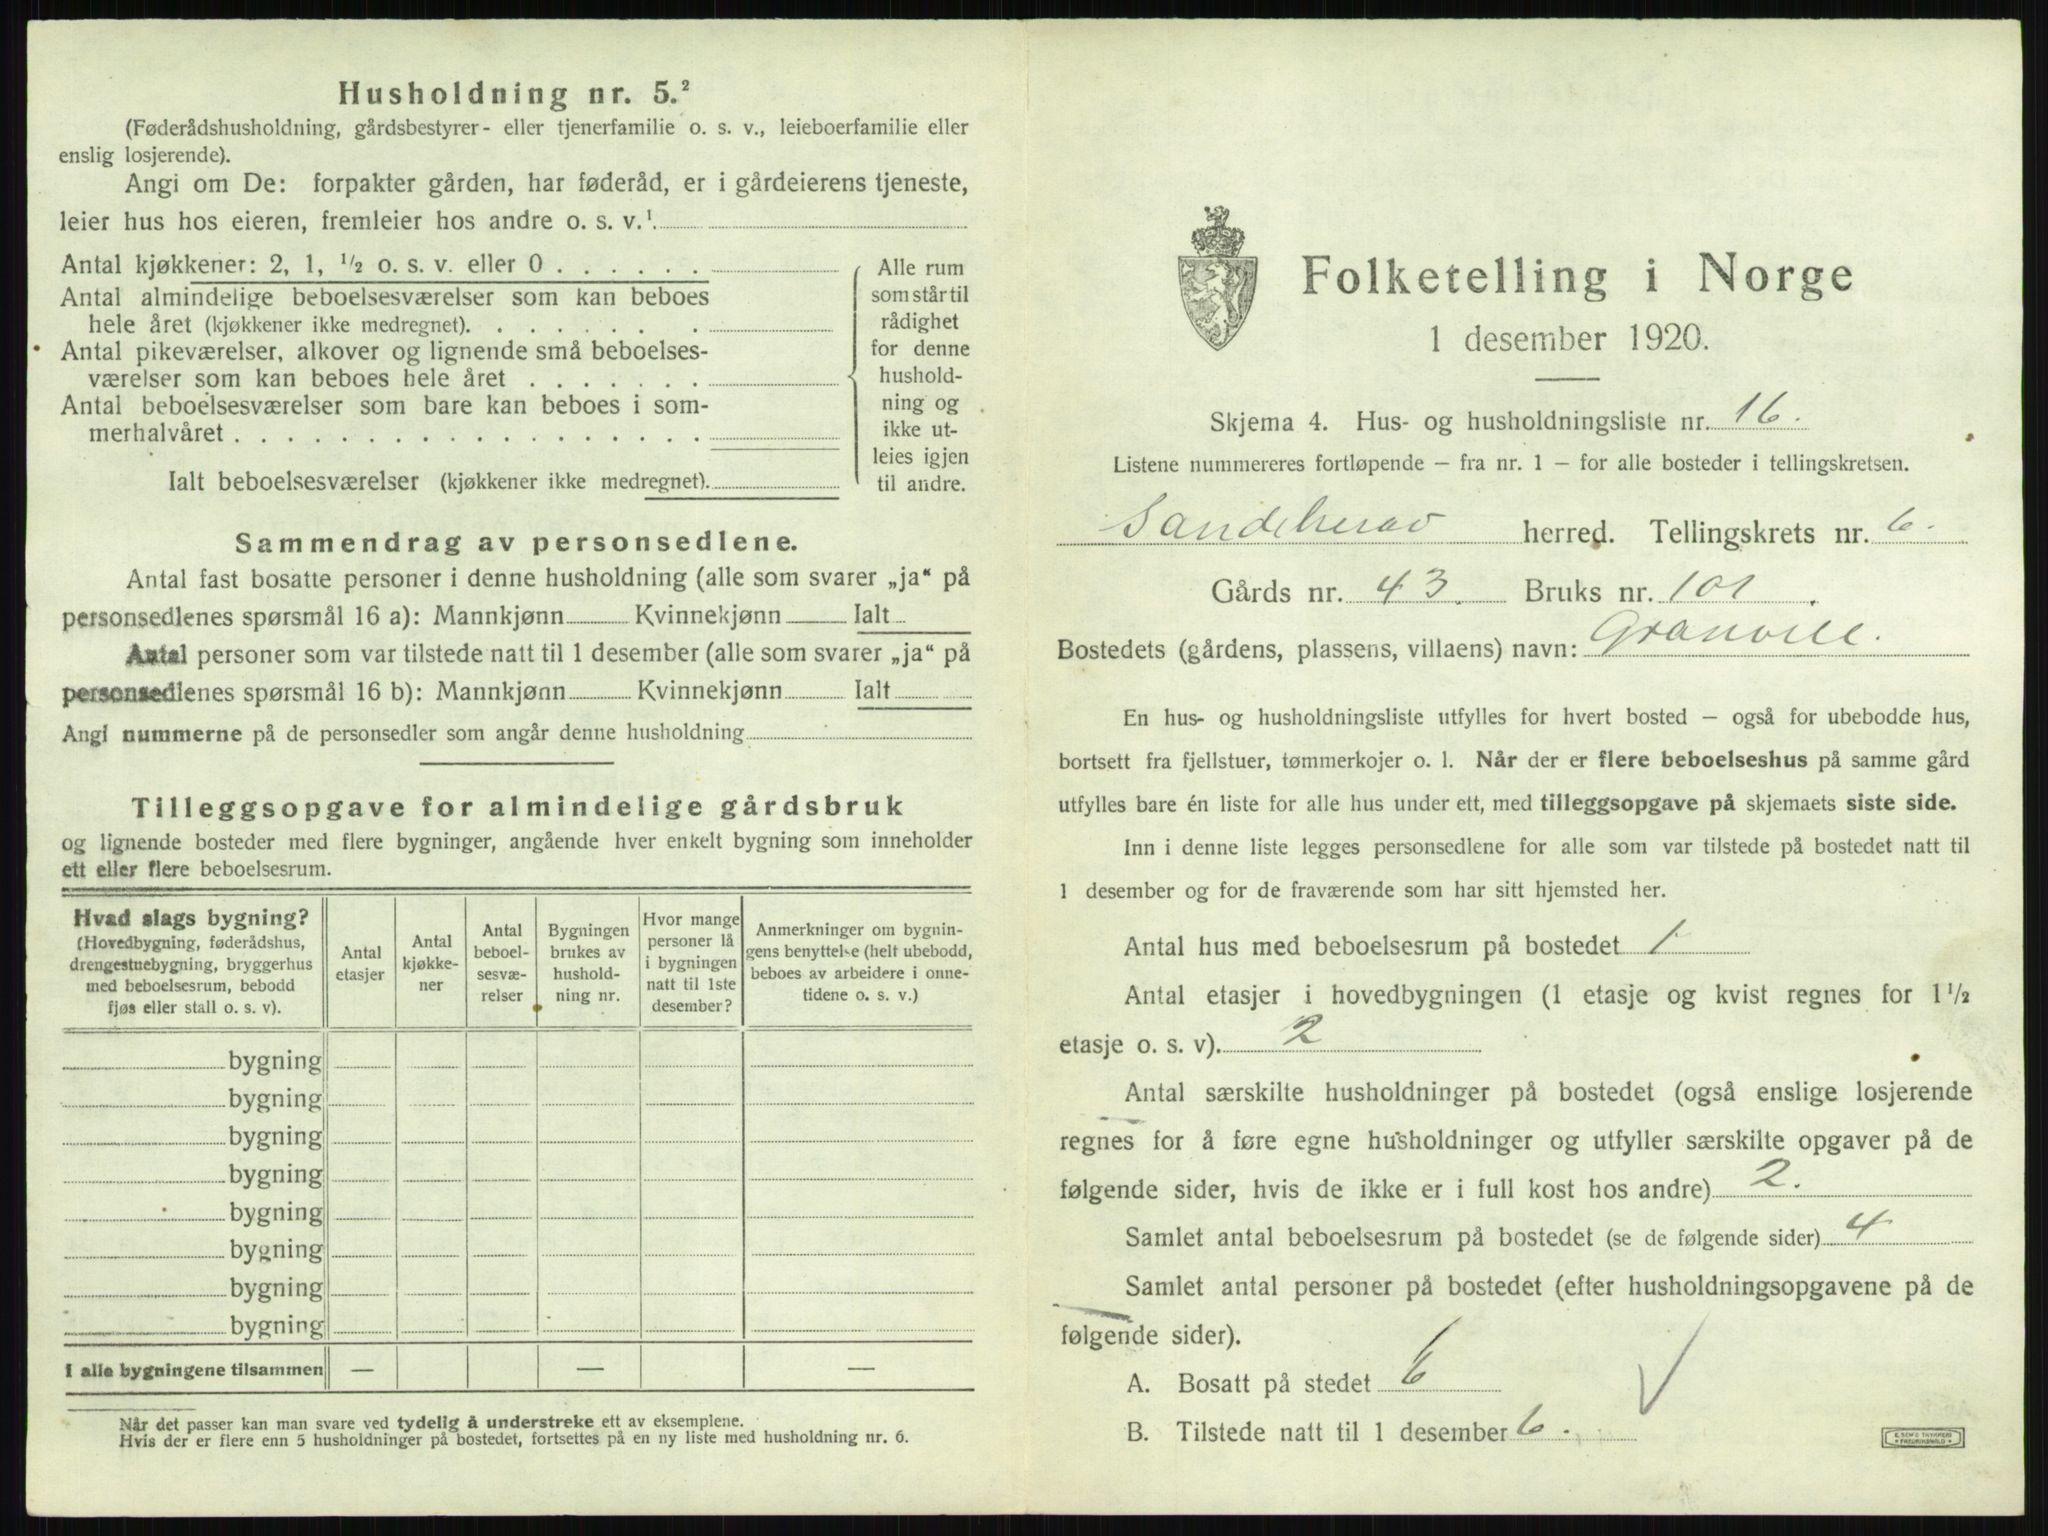 Husholdning nr. 5.²
(Føderådshusholdning, gårdsbestyrer- eller tjenerfamilie o. s. v., leieboerfamilie eller
enslig losjerende).
Angi om De: forpakter gården, har føderåd, er i gårdeierens tjeneste,
leier hus hos eieren, fremleier hos andre o. s. v.¹
Antal kjøkkener: 2, 1, ½ o. s. v. eller 0 . . . . . .
Antal almindelige beboelsesværelser som kan beboes
hele året (kjøkkener ikke medregnet). . . . . . . .
Antal pikeværelser, alkover og lignende små beboelses-
værelser som kan beboes hele året . . . . . . .
Antal beboelsesværelser som bare kan beboes i som-
merhalvåret . . . . . . . . . . . . . . . . . .
Ialt beboelsesværelser (kjøkkener ikke medregnet).
Alle rum
som står til
rådighet
for denne
hushold-
ning og
ikke ut-
leies igjen
til andre.
Sammendrag av personsedlene.
Antal fast bosatte personer i denne husholdning (alle som svarer „ja“ på
personsedlenes spørsmål 16 a): Mannkjønn Kvinnekjønn Ialt
Antal personer som var tilstede natt til 1 desember (alle som svarer „ja“ på
personsedlenes spørsmål 16 b): Mannkjønn Kvinnekjønn Ialt
Angi nummerne på de personsedler som angår denne husholdning
Tilleggsopgave for almindelige gårdsbruk
og lignende bosteder med flere bygninger, angående hver enkelt bygning som inneholder
ett eller flere beboelsesrum.
Hvad slags bygning?
(Hovedbygning, føderådshus,
drengestuebygning, bryggerhus
med beboelsesrum, bebodd
fjøs eller stall o. s. v).
Antal
etasjer
Antal
kjøkke-
ner
Antal
beboel-
sesvæ-
relser
Bygningen
brukes av
hushold-
ning nr.
Hvor mange
personer lå
i bygningen
natt til 1ste
desember?
Anmerkninger om bygnin-
gens benyttelse (helt ubebodd,
beboes av arbeidere i onne-
tidene o. s. v.)
bygning
bygning
bygning
bygning
bygning
bygning
bygning
bygning
I alle bygningene tilsammen — — —
Når det passer kan man svare ved tydelig å understreke ett av eksemplene.
Hvis der er flere enn 5 husholdninger på bostedet, fortsettes på en ny liste med husholdning nr. 6.
Folketelling i Norge
1 desember 1920.
Skjema 4. Hus- og husholdningsliste nr. 16.
Listene nummereres fortløpende – fra nr. 1 – for alle bosteder i tellingskretsen.
Sandeherav herred. Tellingskrets nr. 6.
Gårds nr. 43. Bruks nr. 101.
Bostedets (gårdens, plassens, villaens) navn: Granvill.
En hus- og husholdningsliste utfylles for hvert bosted – også for ubebodde hus,
bortsett fra fjellstuer, tømmerkojer o. l. Når der er flere beboelseshus på samme gård
utfylles bare én liste for alle hus under ett, med tilleggsopgave på skjemaets siste side.
Inn i denne liste legges personsedlene for alle som var tilstede på bostedet natt til
1 desember og for de fraværende som har sitt hjemsted her.
Antal hus med beboelsesrum på bostedet 1
Antal etasjer i hovedbygningen (1 etasje og kvist regnes for 1½
etasje o. s. v). 2
Antal særskilte husholdninger på bostedet (også enslige losjerende
regnes for å føre egne husholdninger og utfyller særskilte opgaver på de
følgende sider, hvis de ikke er i full kost hos andre) 2.
Samlet antal beboelsesrum på bostedet (se de følgende sider) 4
Samlet antal personer på bostedet (efter husholdningsopgavene på de
følgende sider).
A. Bosatt på stedet 6
B. Tilstede natt til 1 desember 6.